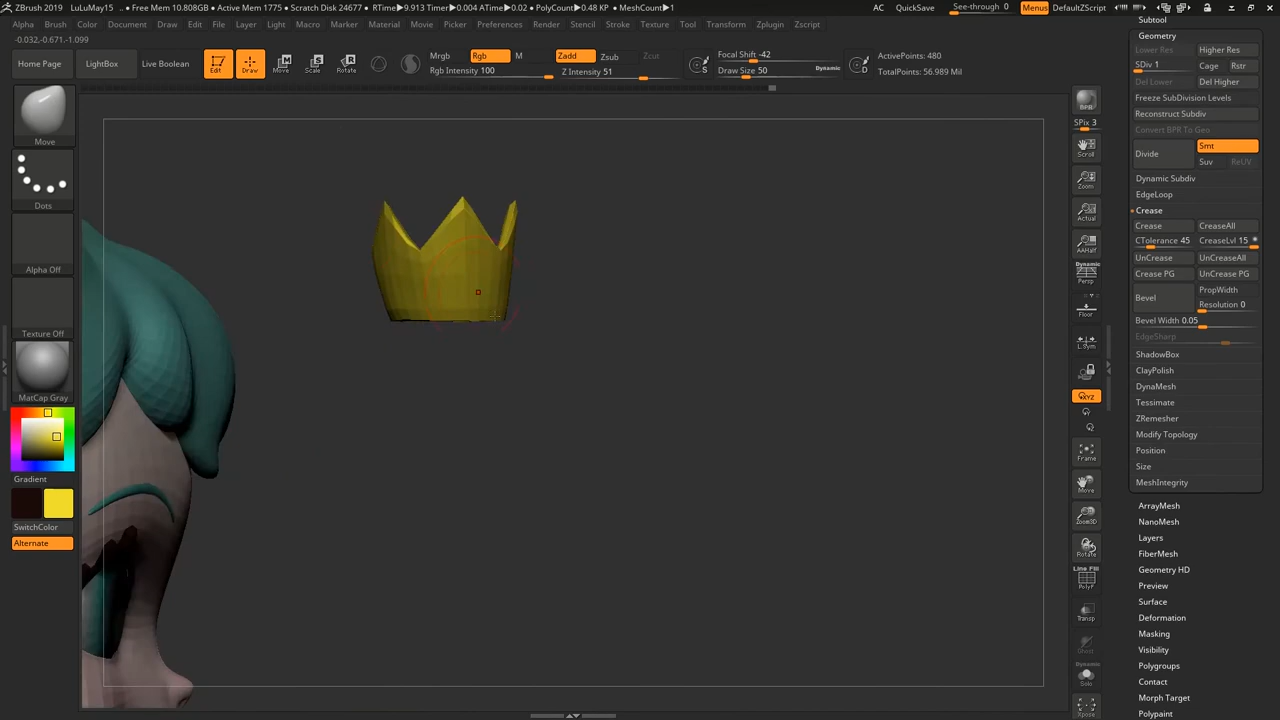 ZBrush 2019 LuLuMay15 • Free Mem 10.808GB • Active Mem 1775 • Scratch Disk 24677 • RTime▶9.913 Timer▶0.004 ATime▶0.02 • PolyCount▶0.48 KP • MeshCount▶1 AC QuickSave See-through 0 Menus DefaultZScript
Alpha Brush Color Document Draw Edit File Layer Light Macro Marker Movie Picker Preferences Render Stencil Stroke Texture Tool Transform Zplugin Zscript
-0.032,-0.671,-1.099
Home Page LightBox Live Boolean Edit Draw Move Scale Rotate
Mrgb Rgb M Zadd Zsub Zcut
Rgb Intensity 100 Z Intensity 51
S Focal Shift -42
Draw Size 50 Dynamic
D ActivePoints: 480
TotalPoints: 56.989 Mil
Move
Dots
Alpha Off
Texture Off
MatCap Gray
Gradient
SwitchColor
Alternate
BPR
SPix 3
Scroll
Zoom
Actual
AAHalf
Dynamic
Persp
Floor
L.Sym
XYZ
Frame
Move
Zoom3D
Rotate
Line Fill
PolyF
Transp
Ghost
Dynamic
Solo
Xpose
Subtool
Geometry
Lower Res Higher Res
SDiv 1 Cage Rstr
Del Lower Del Higher
Freeze SubDivision Levels
Reconstruct Subdiv
Convert BPR To Geo
Divide Smt
Suv ReUV
Dynamic Subdiv
EdgeLoop
Crease
Crease CreaseAll
CTolerance 45 CreaseLvl 15
UnCrease UnCreaseAll
Crease PG UnCrease PG
Bevel PropWidth
Resolution 0
Bevel Width 0.05
EdgeSharp
ShadowBox
ClayPolish
DynaMesh
Tessimate
ZRemesher
Modify Topology
Position
Size
MeshIntegrity
ArrayMesh
NanoMesh
Layers
FiberMesh
Geometry HD
Preview
Surface
Deformation
Masking
Visibility
Polygroups
Contact
Morph Target
Polypaint